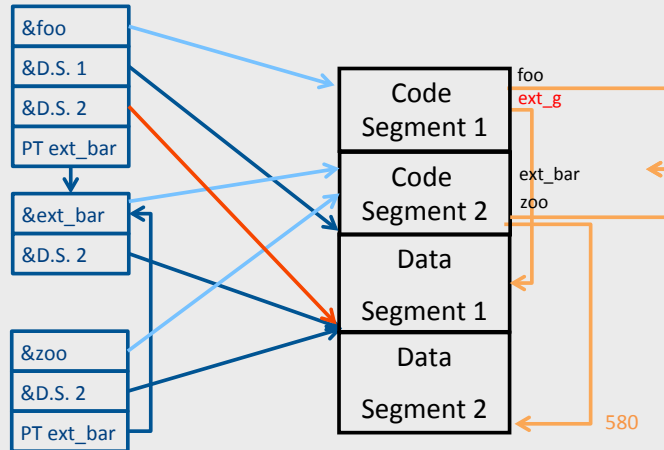 &foo
&D.S. 1
&D.S. 2
PT ext_bar
&ext_bar
&D.S. 2
&zoo
&D.S. 2
PT ext_bar
Code
Segment 1
Code
Segment 2
Data
Segment 1
Data
Segment 2
foo
ext_g
ext_bar
zoo
580